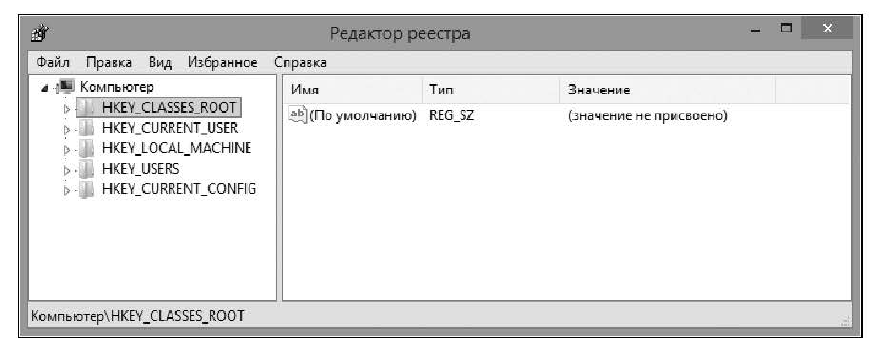 Редактор реестра
Файл Правка Вид Избранное Справка
Компьютер
HKEY_CLASSES_ROOT
HKEY_CURRENT_USER
HKEY_LOCAL_MACHINE
HKEY_USERS
HKEY_CURRENT_CONFIG
Имя Тип Значение
ab (По умолчанию) REG_SZ (значение не присвоено)
Компьютер\HKEY_CLASSES_ROOT